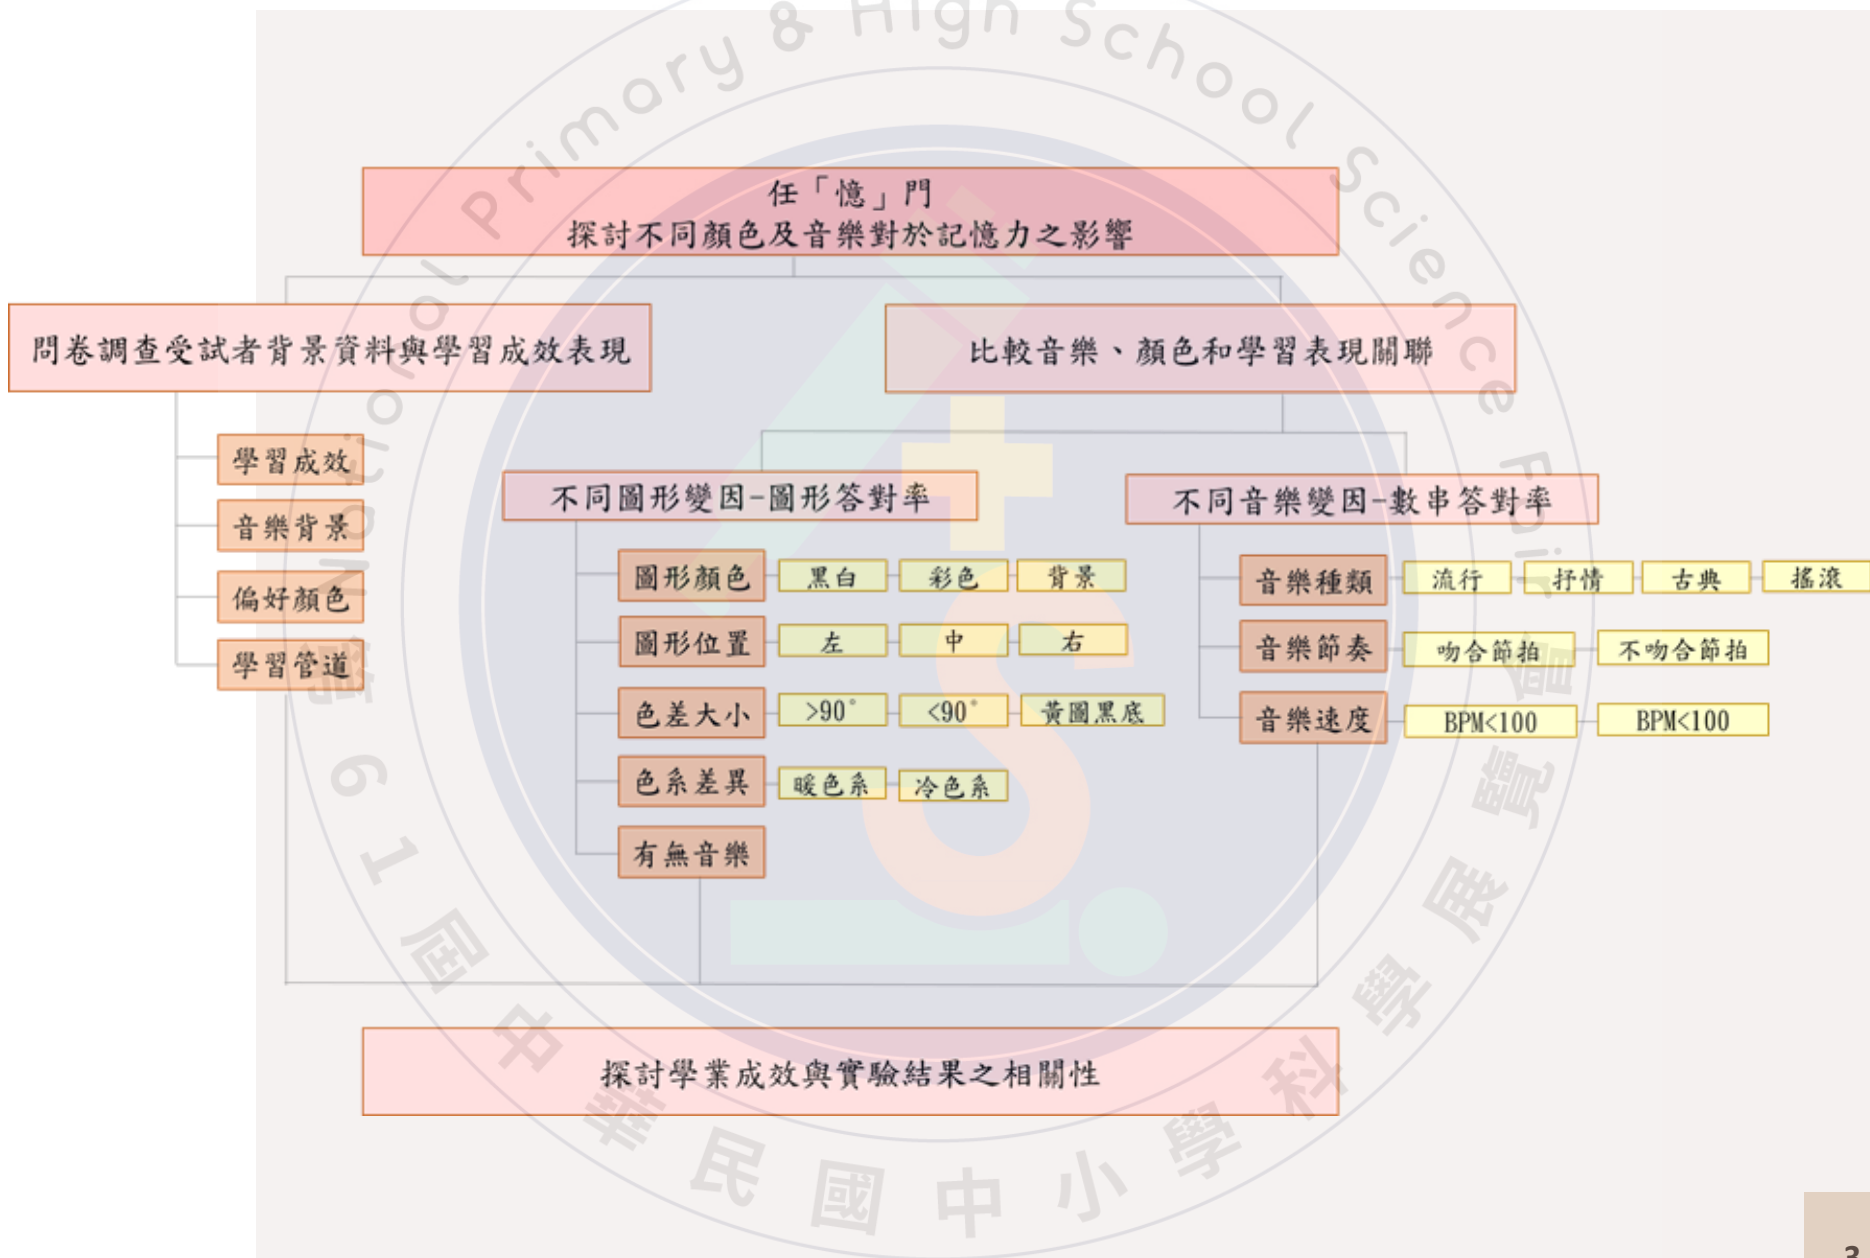 任「憶」門
探討不同顏色及音樂對於記憶力之影響
問卷調查受試者背景資料與學習成效表現
學習成效
音樂背景
偏好顏色
學習管道
比較音樂、顏色和學習表現關聯
不同圖形變因-圖形答對率
圖形顏色 黑白 彩色 背景
圖形位置 左 中 右
色差大小 >90° <90° 黃圖黑底
色系差異 暖色系 冷色系
有無音樂
不同音樂變因-數串答對率
音樂種類 流行 抒情 古典 搖滾
音樂節奏 吻合節拍 不吻合節拍
音樂速度 BPM<100 BPM<100
探討學業成效與實驗結果之相關性
National Primary & High School Science Fair
61屆中華民國中小學科學展覽會
3